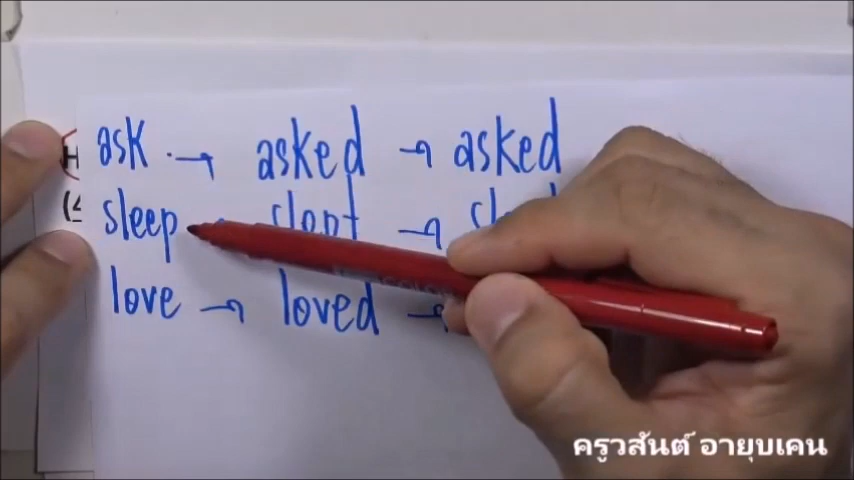 ask → asked → asked
sleep → slept →
love → loved →
ครูวสันต์ อายุบเคน